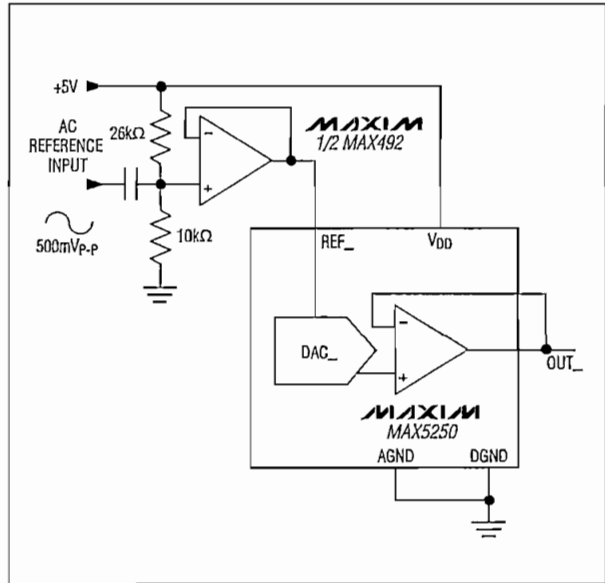 +5V
AC
REFERENCE
INPUT
26kΩ
MAXIM
1/2 MAX492
500mVP-P
10kΩ
REF_
VDD
DAC_
OUT_
MAXIM
MAX5250
AGND
DGND
-
+
-
+